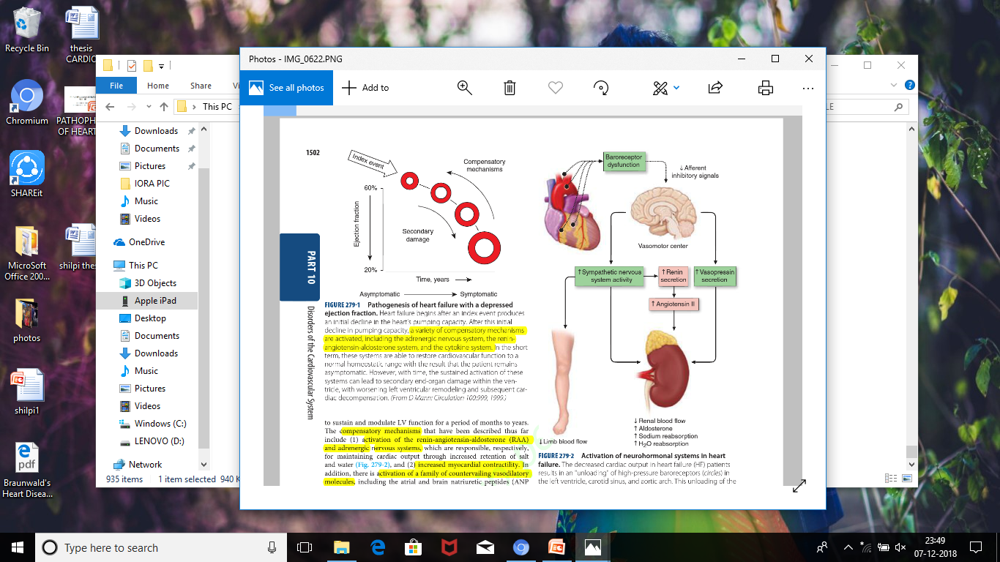 Recycle Bin
thesis
CARDIO
Chromium
PATHOPH
OF HEART
SHAREit
MicroSoft
Office 200...
shilpi thes
photos
shilpi1
pdf
Braunwald's
Heart Disea...
File
Home
Share
Vi
This PC
LE
Downloads
Documents
Pictures
IORA PIC
Music
Videos
OneDrive
This PC
3D Objects
Apple iPad
Desktop
Documents
Downloads
Music
Pictures
Videos
Windows (C:)
LENOVO (D:)
Network
935 items
1 item selected 940 K
Photos - IMG_0622.PNG
See all photos
Add to
1502
PART 10
Disorders of the Cardiovascular System
Index event
Compensatory
mechanisms
60%
Ejection fraction
Secondary
damage
20%
Time, years
Asymptomatic
Symptomatic
FIGURE 279-1 Pathogenesis of heart failure with a depressed
ejection fraction. Heart failure begins after an index event produces
an initial decline in the heart's pumping capacity. After this initial
decline in pumping capacity, a variety of compensatory mechanisms
are activated, including the adrenergic nervous system, the renin-
angiotensin-aldosterone system, and the cytokine system. In the short
term, these systems are able to restore cardiovascular function to a
normal homeostatic range with the result that the patient remains
asymptomatic. However, with time, the sustained activation of these
systems can lead to secondary end-organ damage within the ven-
tricle, with worsening left ventricular remodeling and subsequent car-
diac decompensation. (From D Mann: Circulation 100:999, 1999.)
to sustain and modulate LV function for a period of months to years.
The compensatory mechanisms that have been described thus far
include (1) activation of the renin-angiotensin-aldosterone (RAA)
and adrenergic nervous systems, which are responsible, respectively,
for maintaining cardiac output through increased retention of salt
and water (Fig. 279-2), and (2) increased myocardial contractility. In
addition, there is activation of a family of countervailing vasodilatory
molecules, including the atrial and brain natriuretic peptides (ANP
Baroreceptor
dysfunction
↓ Afferent
inhibitory signals
Vasomotor center
↑ Sympathetic nervous
system activity
↑ Renin
secretion
↑ Vasopressin
secretion
↑ Angiotensin II
↓ Limb blood flow
↓ Renal blood flow
↑ Aldosterone
↑ Sodium reabsorption
↑ H2O reabsorption
FIGURE 279-2 Activation of neurohormonal systems in heart
failure. The decreased cardiac output in heart failure (HF) patients
results in an "unloading" of high-pressure baroreceptors (circles) in
the left ventricle, carotid sinus, and aortic arch. This unloading of the
Type here to search
23:49
07-12-2018